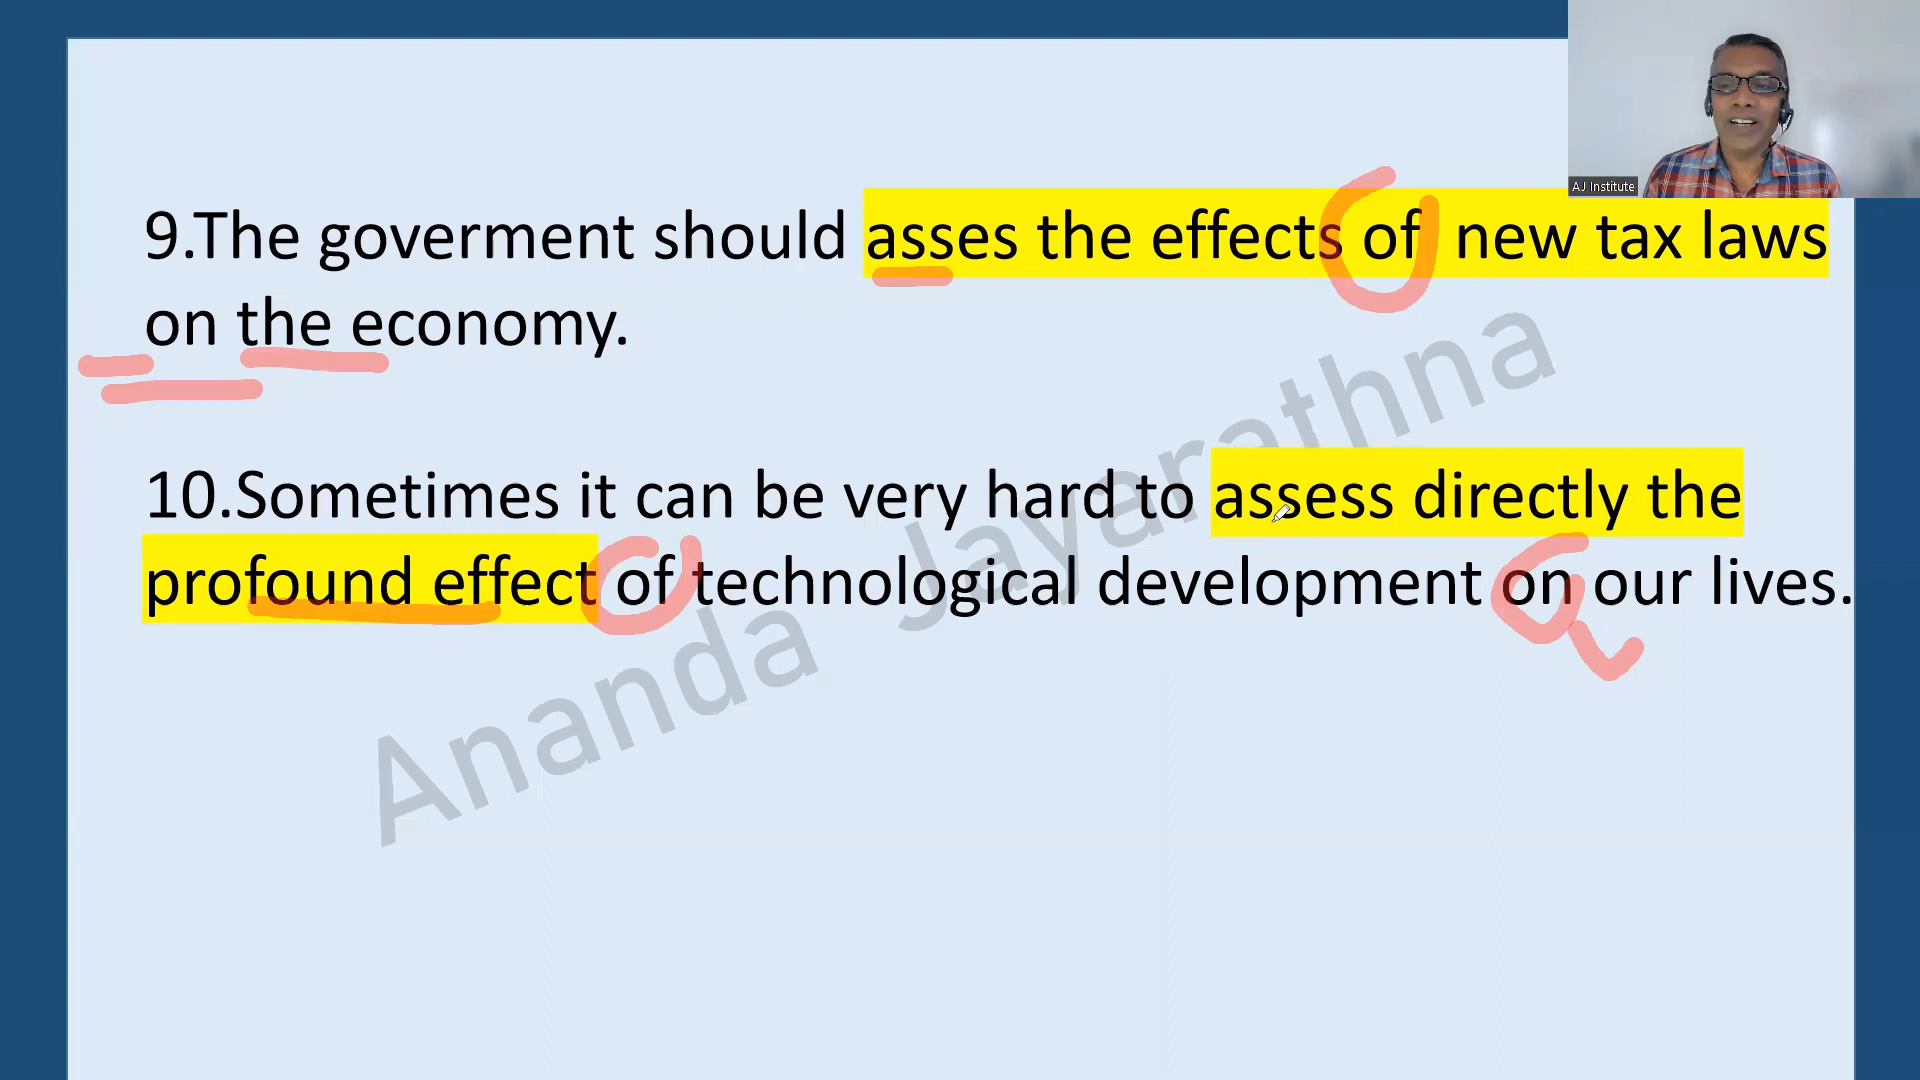 AJ Institute
9.The goverment should asses the effects of new tax laws
on the economy.
10.Sometimes it can be very hard to assess directly the
profound effect of technological development on our lives.
Ananda Jayarathna